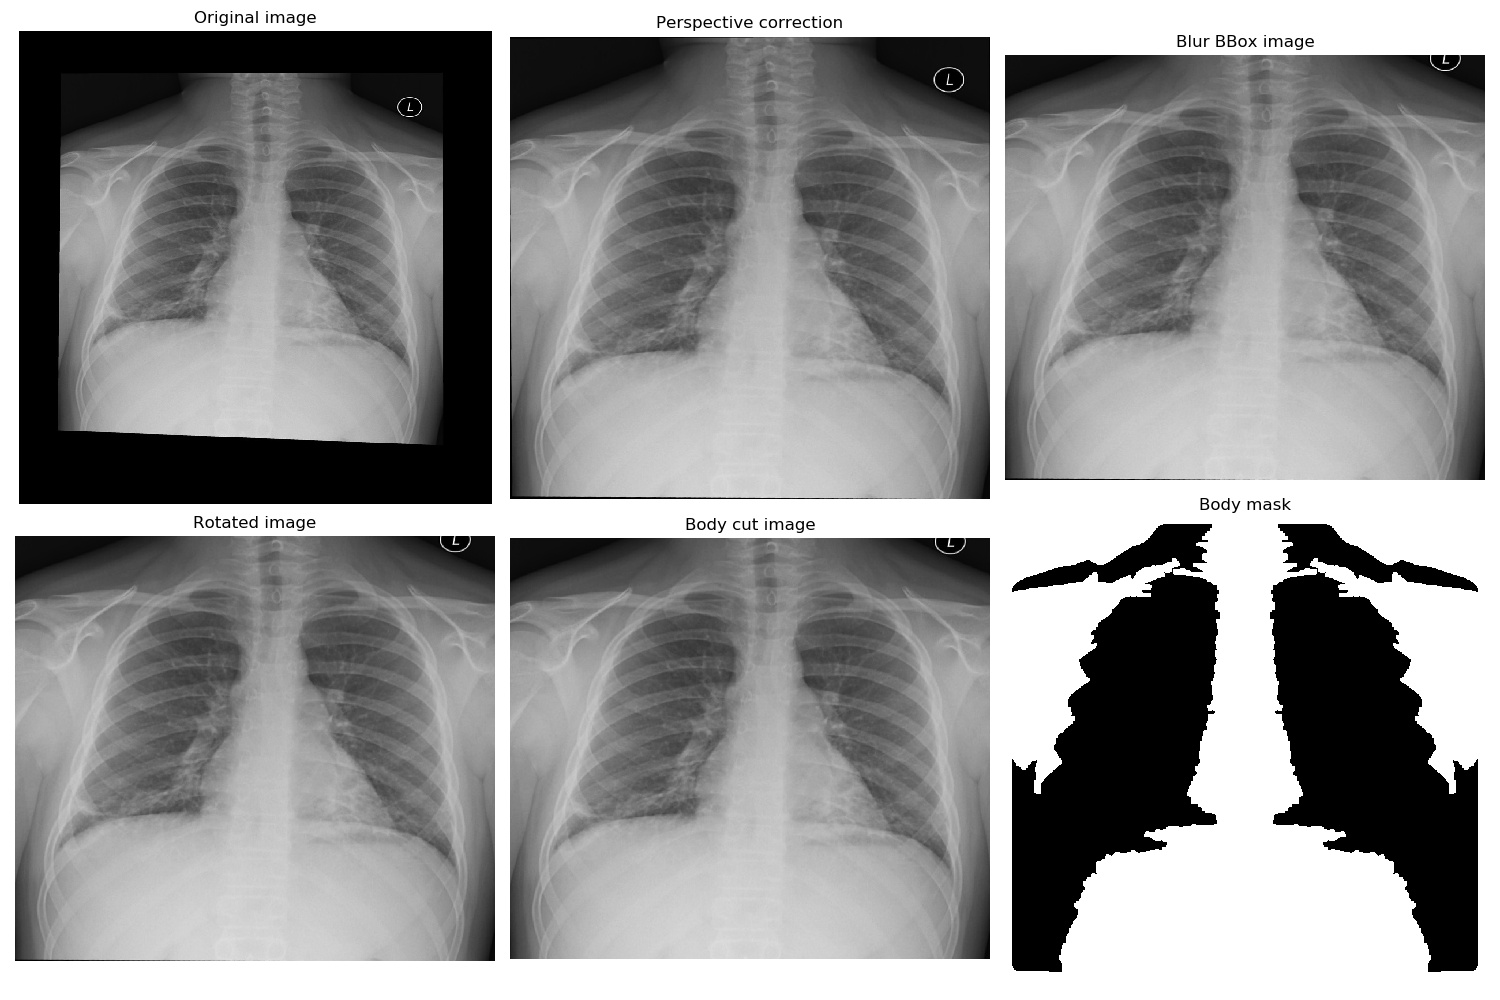 Original image
Perspective correction
Blur BBox image
L
L
L
Rotated image
Body cut image
Body mask
L
L